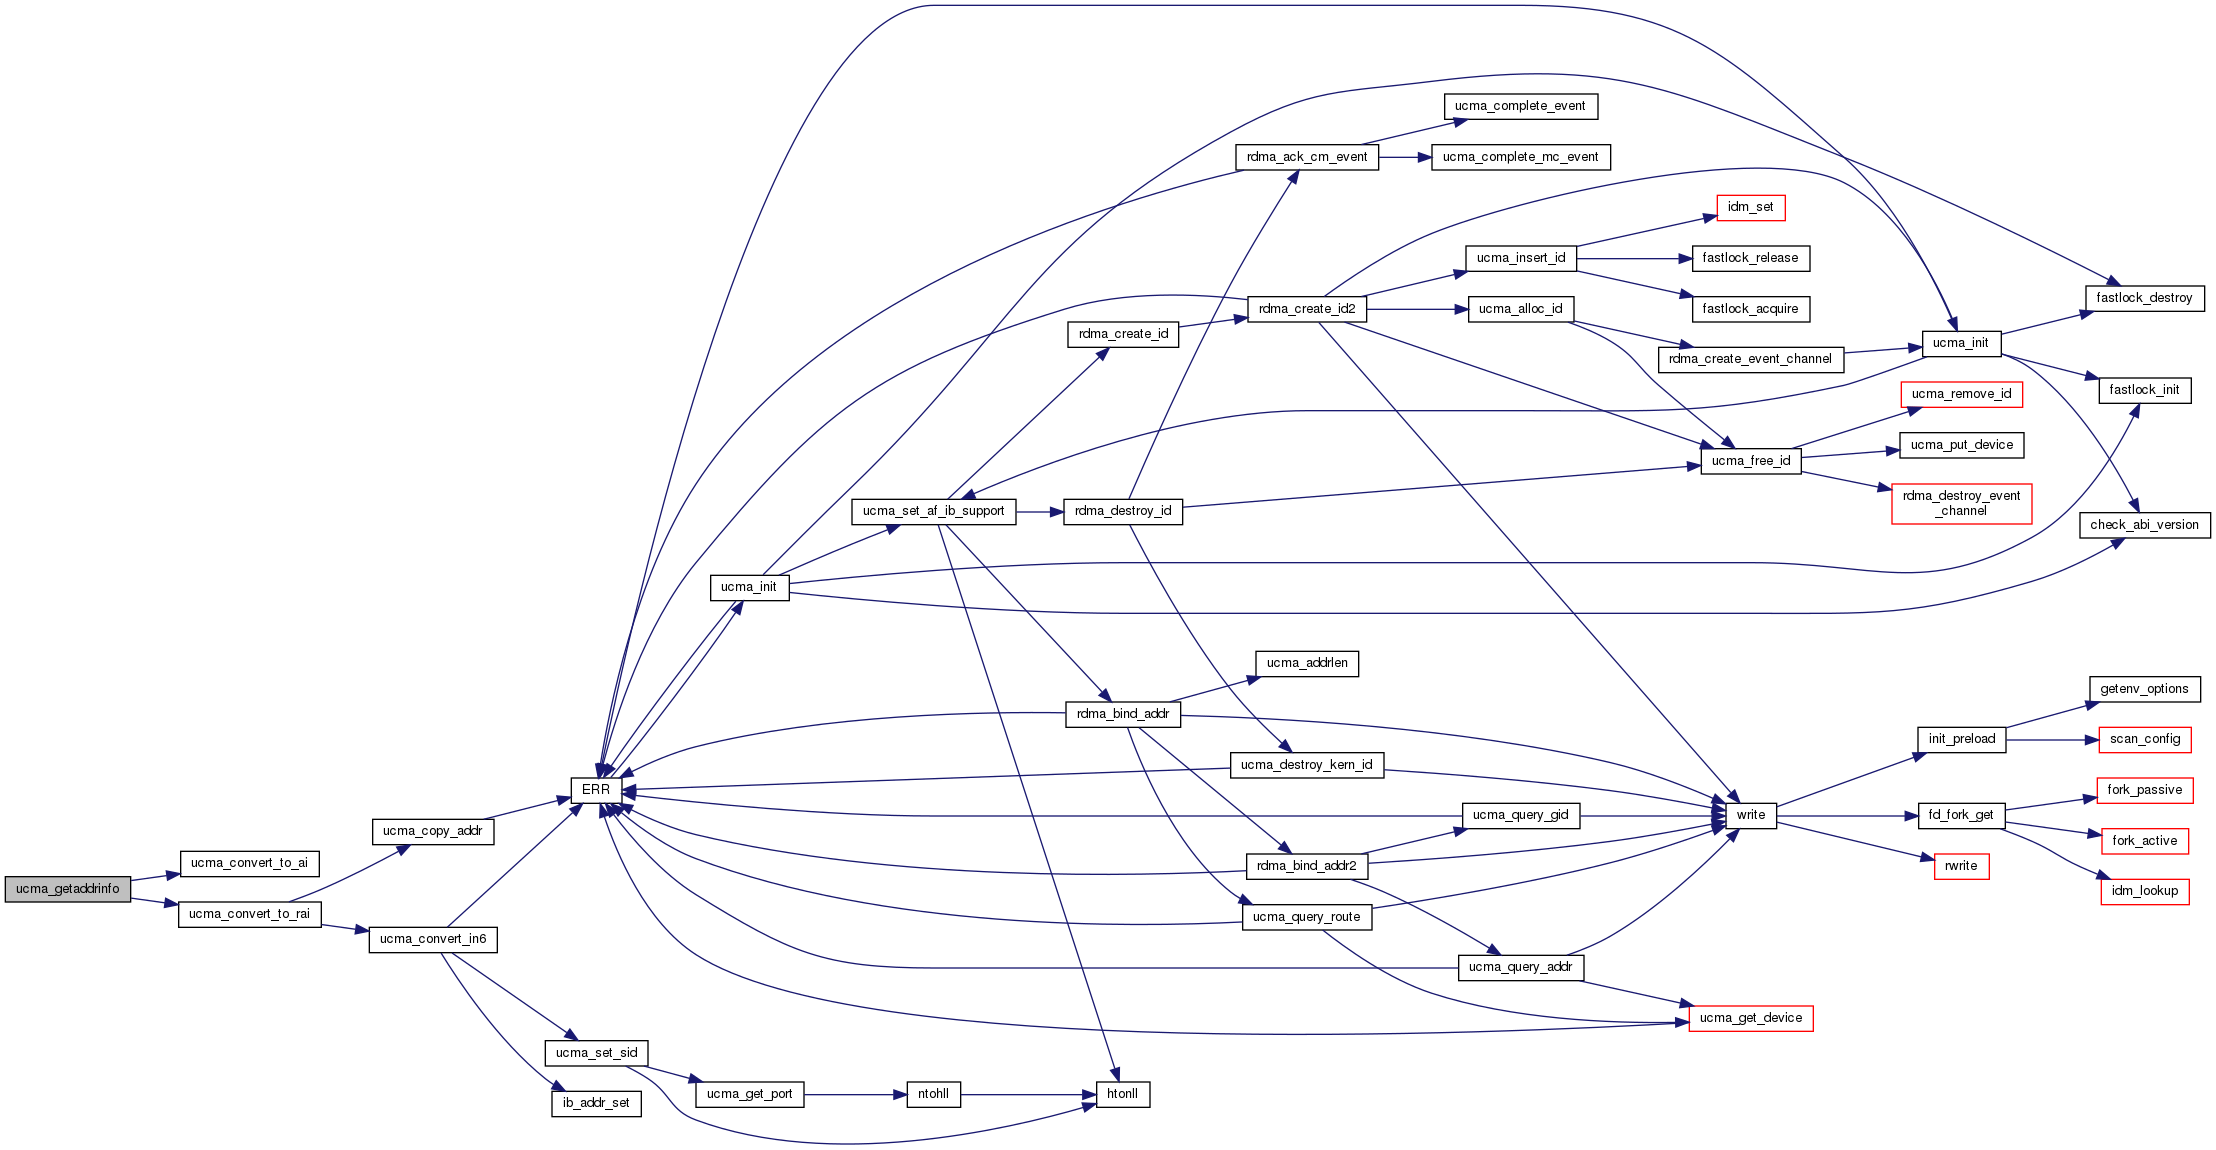 ucma_getaddrinfo
ucma_convert_to_ai
ucma_convert_to_rai
ucma_copy_addr
ucma_convert_in6
ERR
ucma_set_sid
ib_addr_set
ucma_init
ucma_get_port
ucma_set_af_ib_support
ntohll
rdma_create_id
rdma_destroy_id
rdma_bind_addr
htonll
rdma_ack_cm_event
rdma_create_id2
ucma_addrlen
ucma_destroy_kern_id
rdma_bind_addr2
ucma_query_route
ucma_complete_event
ucma_complete_mc_event
ucma_insert_id
ucma_alloc_id
ucma_query_gid
ucma_query_addr
idm_set
fastlock_release
fastlock_acquire
rdma_create_event_channel
ucma_free_id
write
ucma_get_device
ucma_init
ucma_remove_id
ucma_put_device
rdma_destroy_event
_channel
init_preload
fd_fork_get
rwrite
fastlock_destroy
fastlock_init
check_abi_version
getenv_options
scan_config
fork_passive
fork_active
idm_lookup